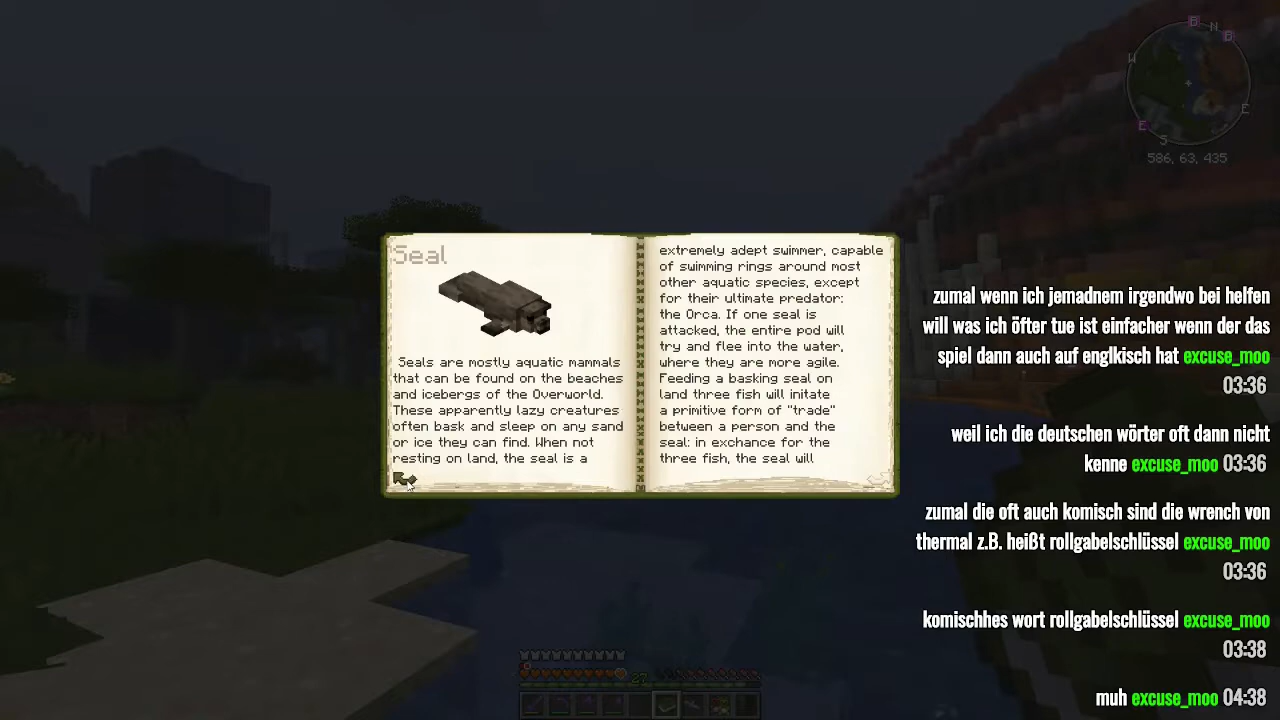 B
N
B
W
E
E
S
586, 63, 435
Seal
Seals are mostly aquatic mammals
that can be found on the beaches
and icebergs of the Overworld.
These apparently lazy creatures
often bask and sleep on any sand
or ice they can find. When not
resting on land, the seal is a
extremely adept swimmer, capable
of swimming rings around most
other aquatic species, except
for their ultimate predator:
the Orca. If one seal is
attacked, the entire pod will
try and flee into the water,
where they are more agile.
Feeding a basking seal on
land three fish will initate
a primitive form of "trade"
between a person and the
seal: in exchance for the
three fish, the seal will
zumal wenn ich jemadnem irgendwo bei helfen
will was ich öfter tue ist einfacher wenn der das
spiel dann auch auf englkisch hat excuse_moo
03:36
weil ich die deutschen wörter oft dann nicht
kenne excuse_moo 03:36
zumal die oft auch komisch sind die wrench von
thermal z.B. heißt rollgabelschlüssel excuse_moo
03:36
komischhes wort rollgabelschlüssel excuse_moo
03:38
muh excuse_moo 04:38
27